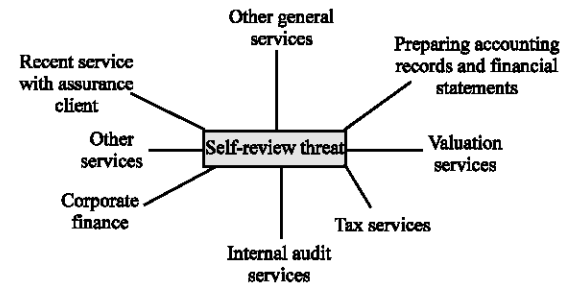 Other general
services
Preparing accounting
records and financial
statements
Recent service
with assurance
client
Other
services
Self-review threat
Valuation
services
Corporate
finance
Tax services
Internal audit
services